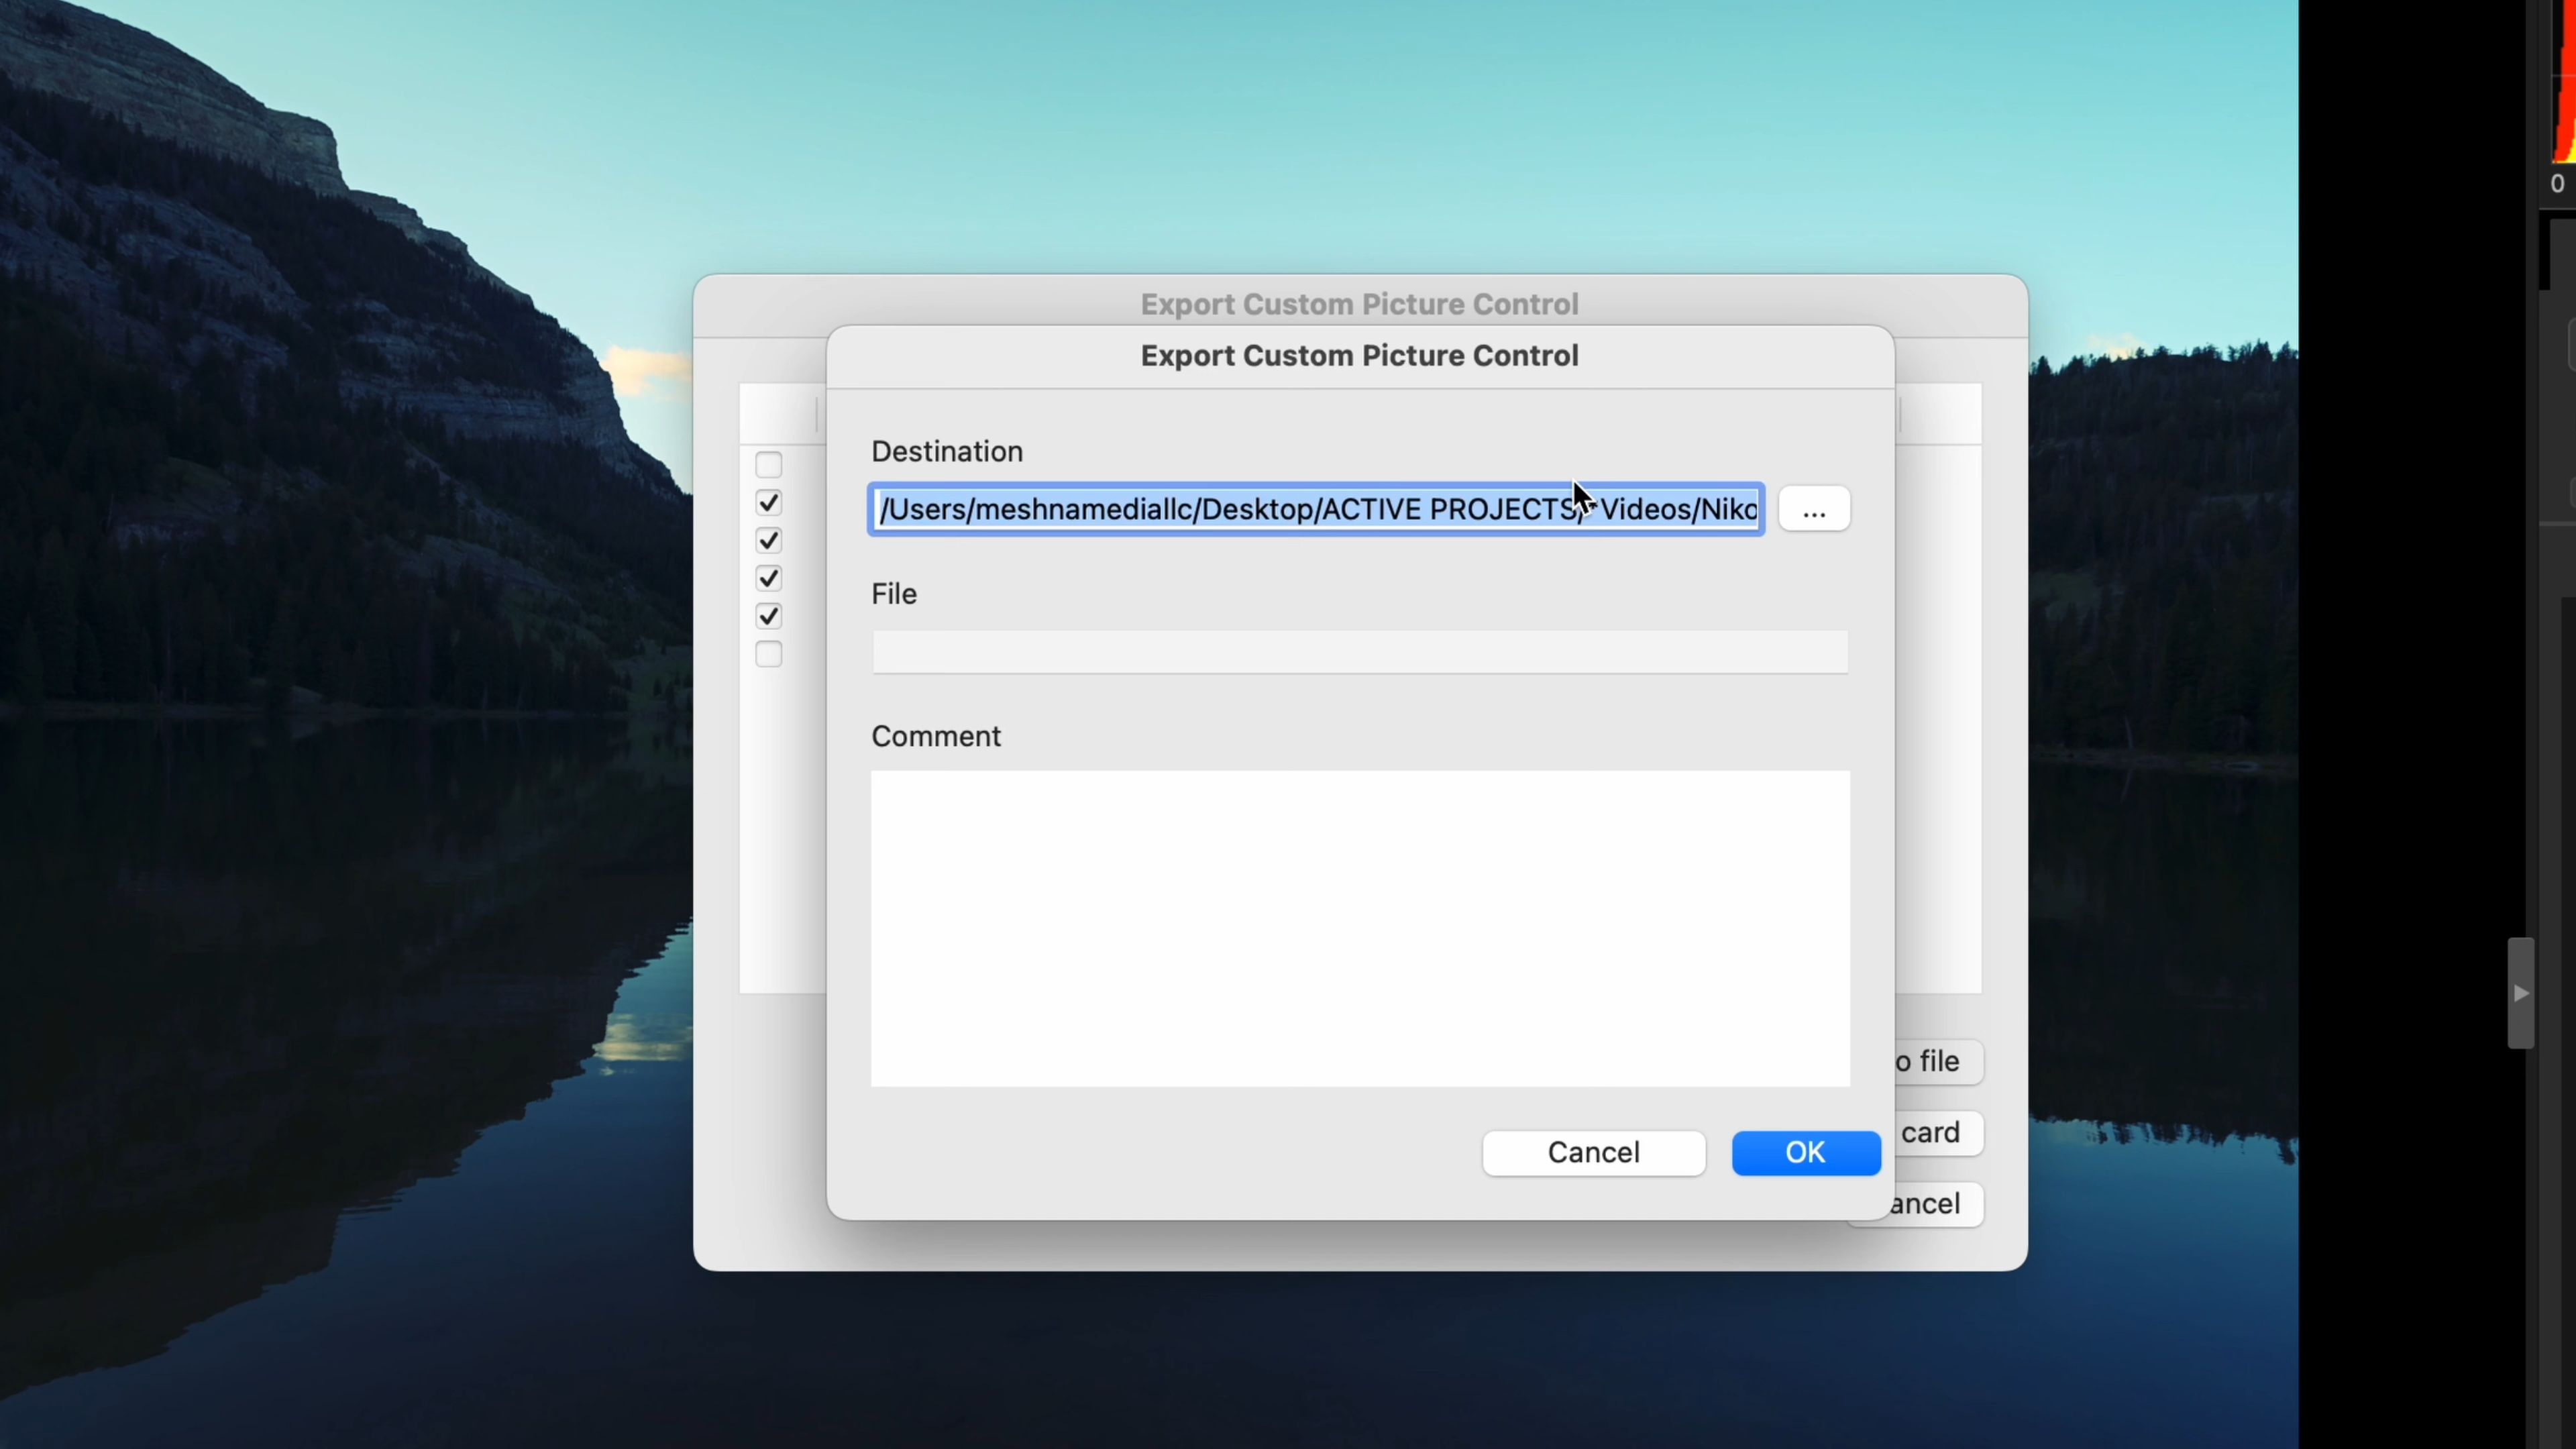 0
Export Custom Picture Control
Export Custom Picture Control
Destination
/Users/meshnamediallc/Desktop/ACTIVE PROJECTS/ Videos/Niko
...
File
Comment
o file
card
Cancel
OK
ancel